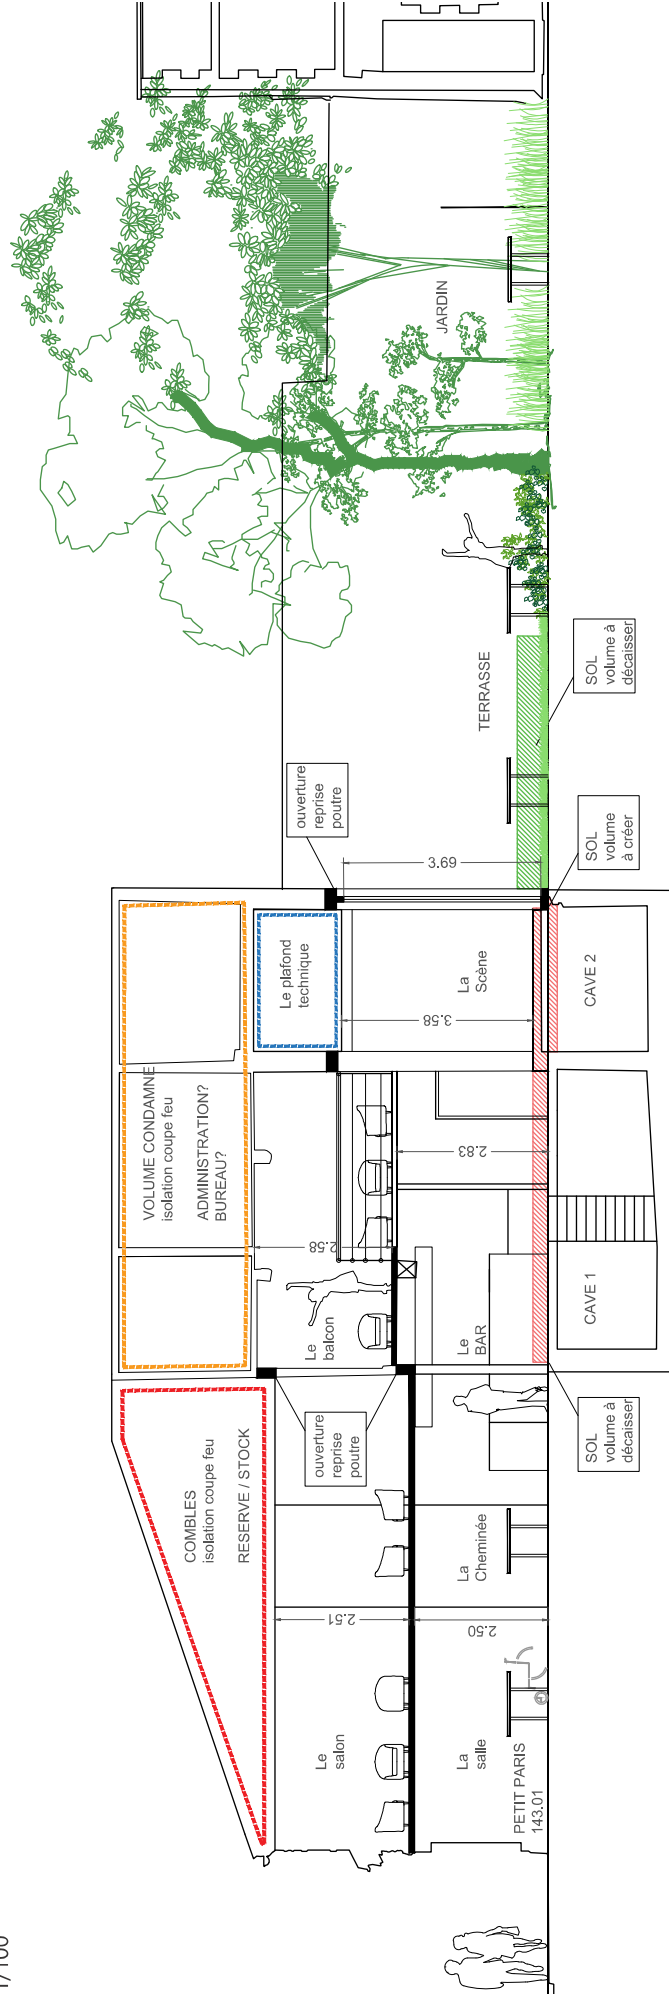 1/100
COMBLES
isolation coupe feu
RESERVE / STOCK
VOLUME CONDAMNE
isolation coupe feu
ADMINISTRATION?
BUREAU?
Le plafond
technique
ouverture
reprise
poutre
Le
salon
2.51
ouverture
reprise
poutre
Le
balcon
2.58
La
salle
2.50
La
Cheminée
Le
BAR
2.83
La
Scène
3.58
3.69
TERRASSE
JARDIN
PETIT PARIS
143.01
SOL
volume à
décaisser
CAVE 1
CAVE 2
SOL
volume
à créer
SOL
volume à
décaisser